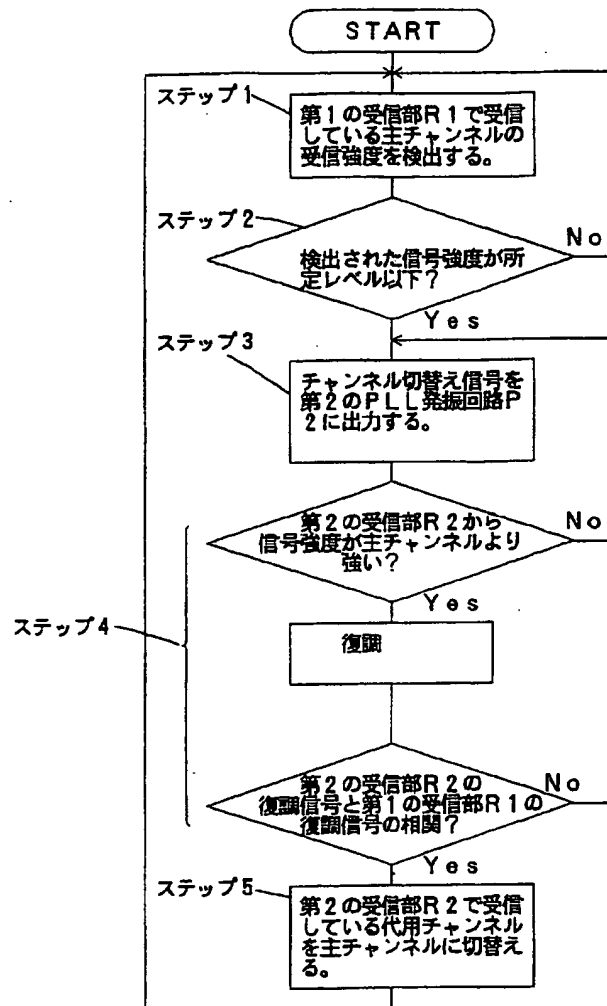 START
ステップ1
第1の受信部R1で受信
している主チャンネルの
受信強度を検出する。
ステップ2
検出された信号強度が所
定レベル以下?
No
Yes
ステップ3
チャンネル切替え信号を
第2のPLL発振回路P
2に出力する。
第2の受信部R2から
信号強度が主チャンネルより
強い?
No
Yes
ステップ4
復調
第2の受信部R2の
復調信号と第1の受信部R1の
復調信号の相関?
No
Yes
ステップ5
第2の受信部R2で受信
している代用チャンネル
を主チャンネルに切替え
る。